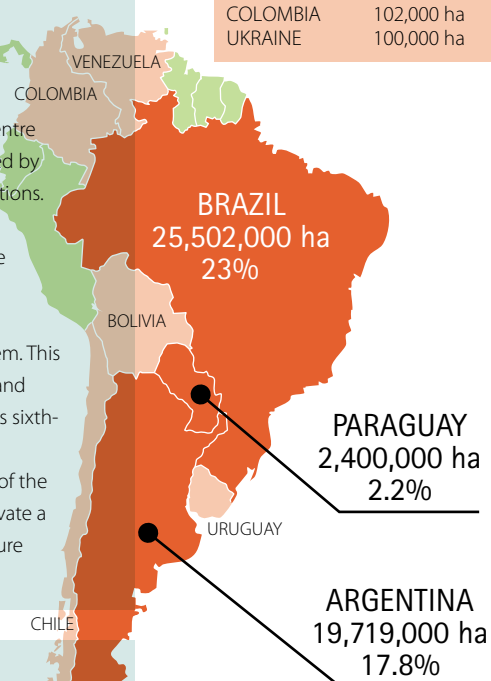 COLOMBIA 102,000 ha
UKRAINE 100,000 ha
VENEZUELA
COLOMBIA
entre
ed by
tions.
BRAZIL
25,502,000 ha
23%
e
BOLIVIA
em. This
and
s sixth-
PARAGUAY
2,400,000 ha
2.2%
of the
vate a
URUGUAY
ure
ARGENTINA
19,719,000 ha
17.8%
CHILE